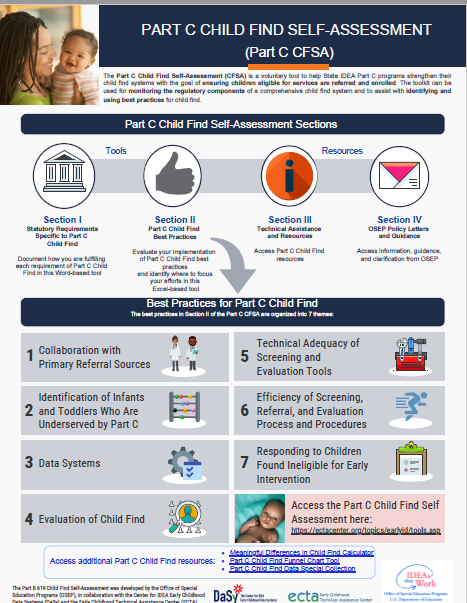 PART C CHILD FIND SELF-ASSESSMENT
(Part C CFSA)
The Part C Child Find Self-Assessment (CFSA) is a voluntary tool to help State IDEA Part C programs strengthen their
child find systems with the goal of ensuring children eligible for services are referred and enrolled. The toolkit can be
used for monitoring the regulatory components of a comprehensive child find system and to assist with identifying and
using best practices for child find.
Part C Child Find Self-Assessment Sections
Tools
Resources
Section I
Statutory Requirements
Specific to Part C
Child Find
Document how you are fulfilling
each requirement of Part C Child
Find in this Word-based tool
Section II
Part C Child Find
Best Practices
Evaluate your implementation
of Part C Child Find best
practices
and identify where to focus
your efforts in this
Excel-based tool
Section III
Technical Assistance
and Resources
Access Part C Child Find
resources
Section IV
OSEP Policy Letters
and Guidance
Access information, guidance,
and clarification from OSEP
Best Practices for Part C Child Find
The best practices in Section II of the Part C CFSA are organized into 7 themes:
1 Collaboration with
Primary Referral Sources
2 Identification of Infants
and Toddlers Who Are
Underserved by Part C
3 Data Systems
4 Evaluation of Child Find
5 Technical Adequacy of
Screening and
Evaluation Tools
6 Efficiency of Screening,
Referral, and Evaluation
Process and Procedures
7 Responding to Children
Found Ineligible for Early
Intervention
Access the Part C Child Find Self
Assessment here:
https://ectacenter.org/topics/earlyid/tools.asp
Access additional Part C Child Find resources:
• Meaningful Differences in Child Find Calculator
• Part C Child Find Funnel Chart Tool
• Part C Child Find Data Special Collection
The Part B 619 Child Find Self-Assessment was developed by the Office of Special
Education Programs (OSEP), in collaboration with the Center for IDEA Early Childhood
Data Systems (DaSy) and the Early Childhood Technical Assistance Center (ECTA).
DaSy
The Center for IDEA
Early Childhood Data Systems
ecta
Early Childhood
Technical Assistance Center
IDEAs
that Work
Office of Special Education Programs
U.S. Department of Education